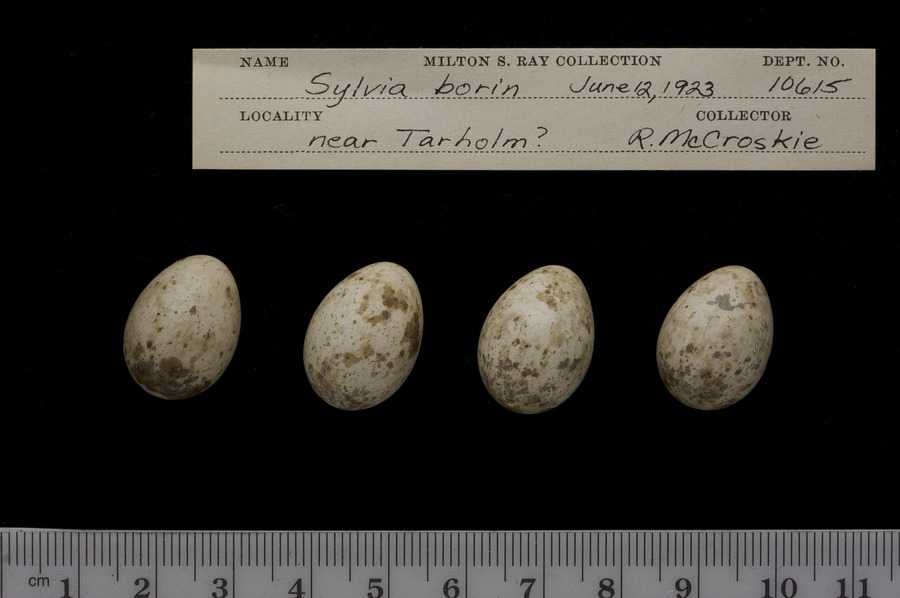 NAME MILTON S. RAY COLLECTION DEPT. NO.
Sylvia borin June 12, 1923 10615
LOCALITY COLLECTOR
near Tarholm? R. McCroskie
cm 1 2 3 4 5 6 7 8 9 10 11